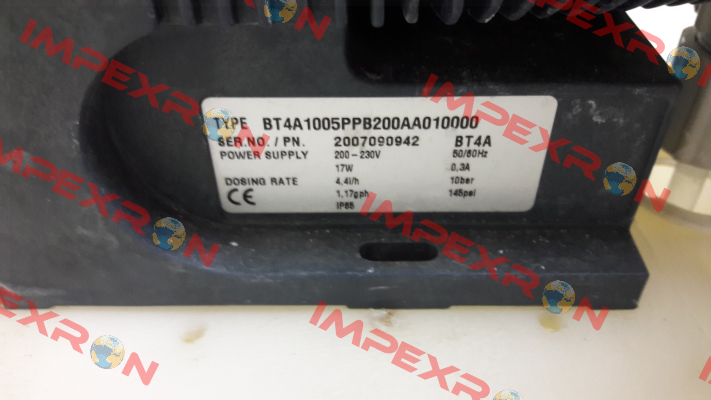 IMPEXRON
TYPE BT4A1005PPB200AA010000
SER.NO./PN. 2007090942 BT4A
POWER SUPPLY 200-230V 50/60Hz
17W 0,3A
DOSING RATE 4,4l/h 10bar
1,17gph 145psi
CE IP65
IMPEXRON
IMPEXRON
IMPEXRON
IMPEXRON
IMPEXRON